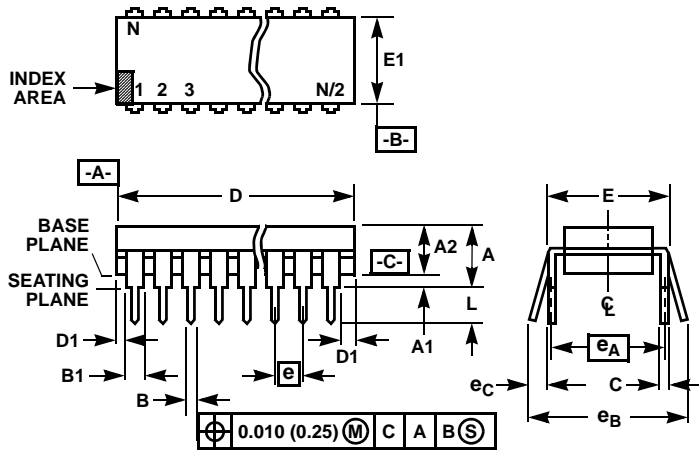 N
E1
INDEX
AREA
1 2 3 N/2
-B-
-A-
D
E
BASE
PLANE
A2
A
-C-
SEATING
PLANE
L
C
L
D1
A1
D1
eA
B1
e
eC
C
B
eB
0.010 (0.25) M C A B S